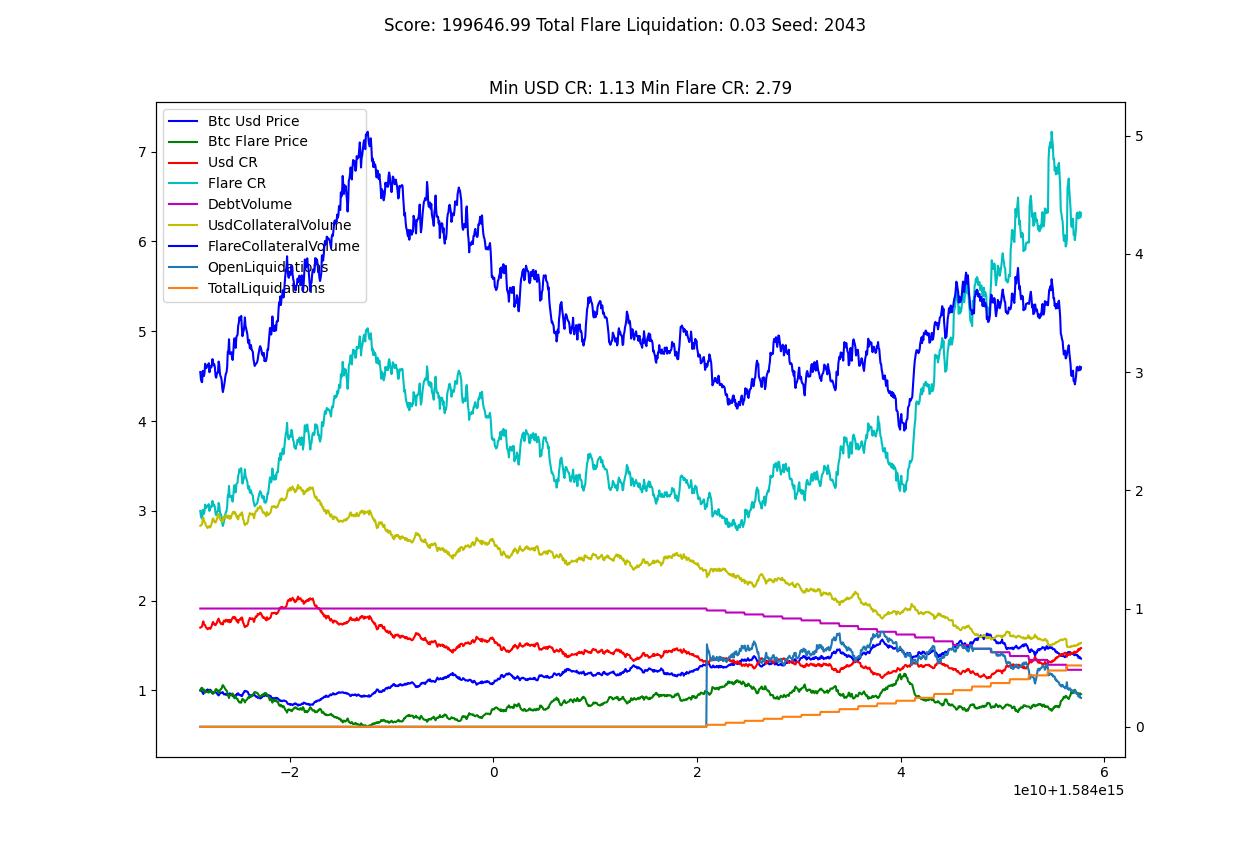 Score: 199646.99 Total Flare Liquidation: 0.03 Seed: 2043
Min USD CR: 1.13 Min Flare CR: 2.79
Btc Usd Price
Btc Flare Price
Usd CR
Flare CR
DebtVolume
UsdCollateralVolume
FlareCollateralVolume
OpenLiquidations
TotalLiquidations
7
6
5
4
3
2
1
5
4
3
2
1
0
−2
0
2
4
6
1e10+1.584e15